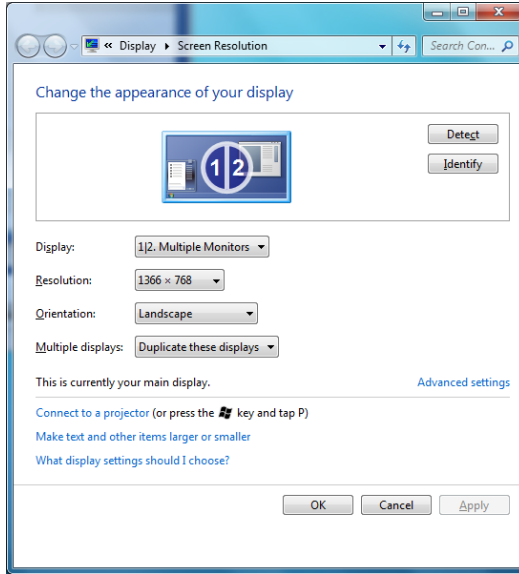 « Display ▸ Screen Resolution Search Con...
Change the appearance of your display
1|2
Detect
Identify
Display: 1|2. Multiple Monitors
Resolution: 1366 × 768
Orientation: Landscape
Multiple displays: Duplicate these displays
This is currently your main display. Advanced settings
Connect to a projector (or press the key and tap P)
Make text and other items larger or smaller
What display settings should I choose?
OK Cancel Apply